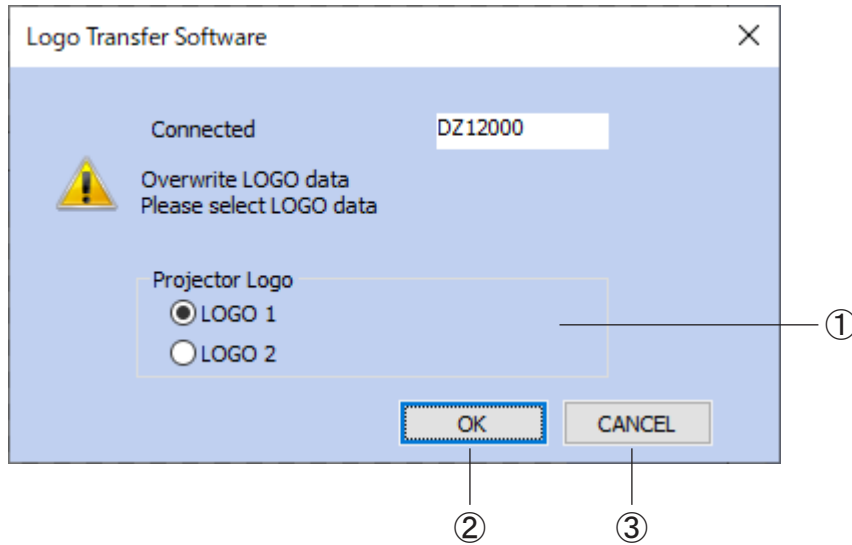 Logo Transfer Software
Connected DZ12000
Overwrite LOGO data
Please select LOGO data
Projector Logo
LOGO 1
①
LOGO 2
OK CANCEL
② ③